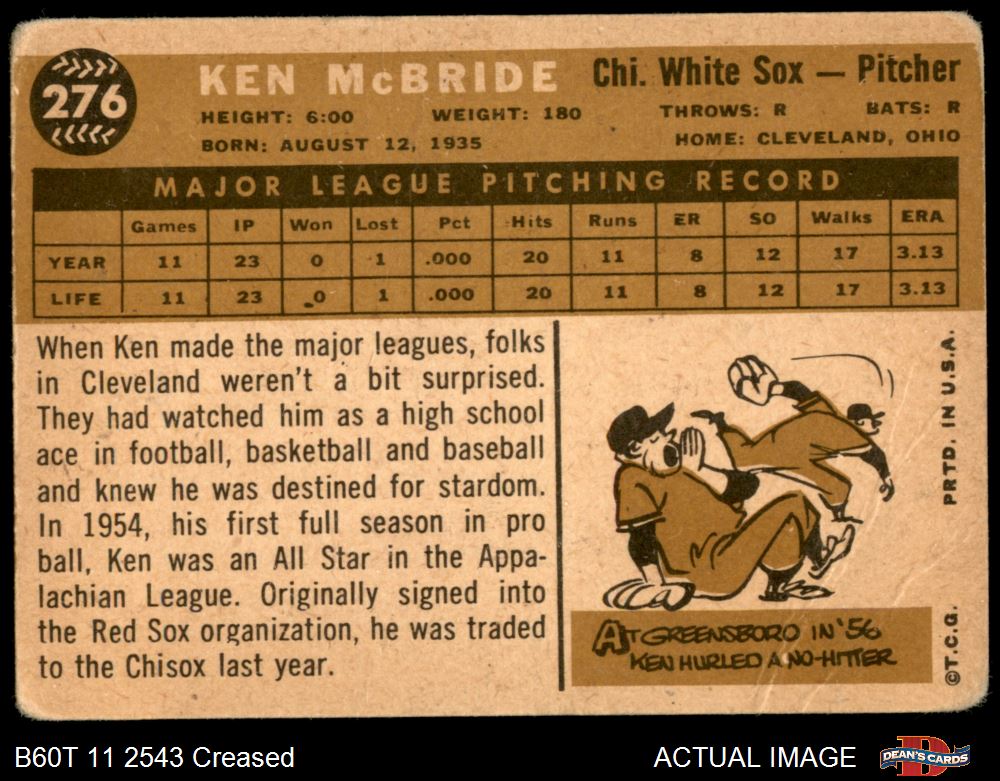 276
KEN McBRIDE Chi. White Sox — Pitcher
HEIGHT: 6:00 WEIGHT: 180 THROWS: R BATS: R
BORN: AUGUST 12, 1935 HOME: CLEVELAND, OHIO
MAJOR LEAGUE PITCHING RECORD
Games IP Won Lost Pct Hits Runs ER SO Walks ERA
YEAR 11 23 0 1 .000 20 11 8 12 17 3.13
LIFE 11 23 0 1 .000 20 11 8 12 17 3.13
When Ken made the major leagues, folks
in Cleveland weren't a bit surprised.
They had watched him as a high school
ace in football, basketball and baseball
and knew he was destined for stardom.
In 1954, his first full season in pro
ball, Ken was an All Star in the Appa-
lachian League. Originally signed into
the Red Sox organization, he was traded
to the Chisox last year.
AT GREENSBORO IN '56
KEN HURLED A NO-HITTER
PRTD. IN U.S.A.
©T.C.G.
B60T 11 2543 Creased
ACTUAL IMAGE
DEAN'S CARDS